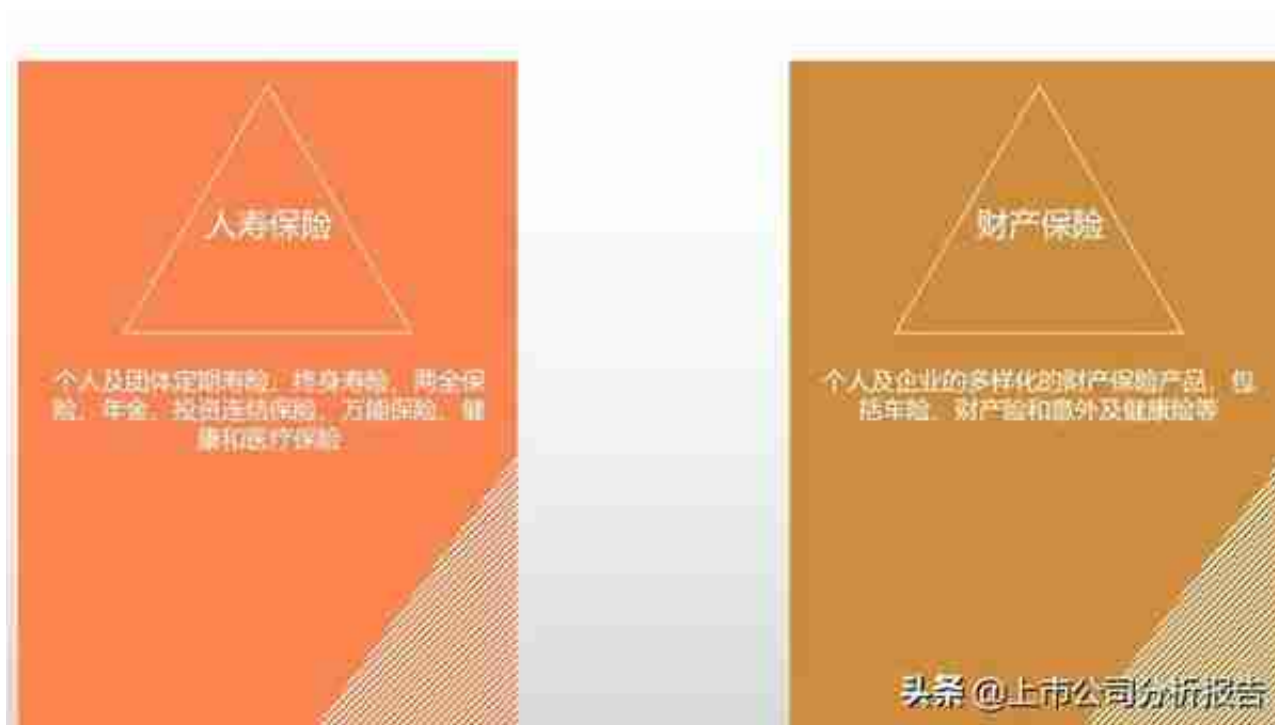 人寿保险
个人及团体定期寿险、终身寿险、两全保
险、年金、投资连结保险、万能保险、健
康和医疗保险
财产保险
个人及企业的多样化的财产保险产品，包
括车险、财产险和意外及健康险等
头条 @上市公司分析报告